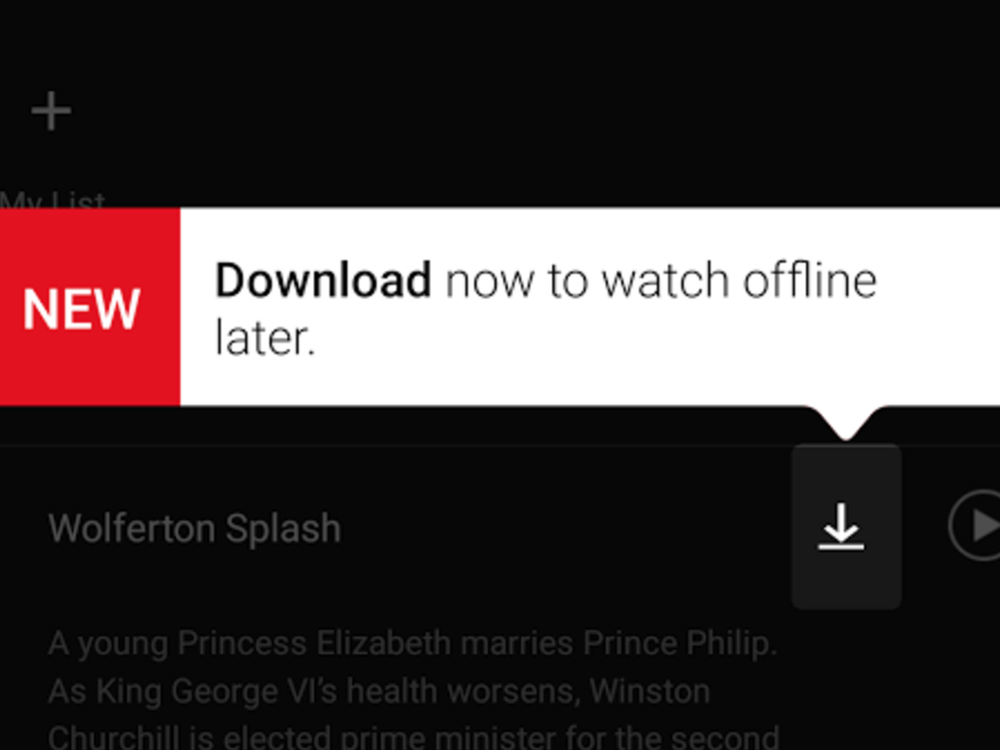 My List
NEW
Download now to watch offline
later.
Wolferton Splash
A young Princess Elizabeth marries Prince Philip.
As King George VI’s health worsens, Winston
Churchill is elected prime minister for the second